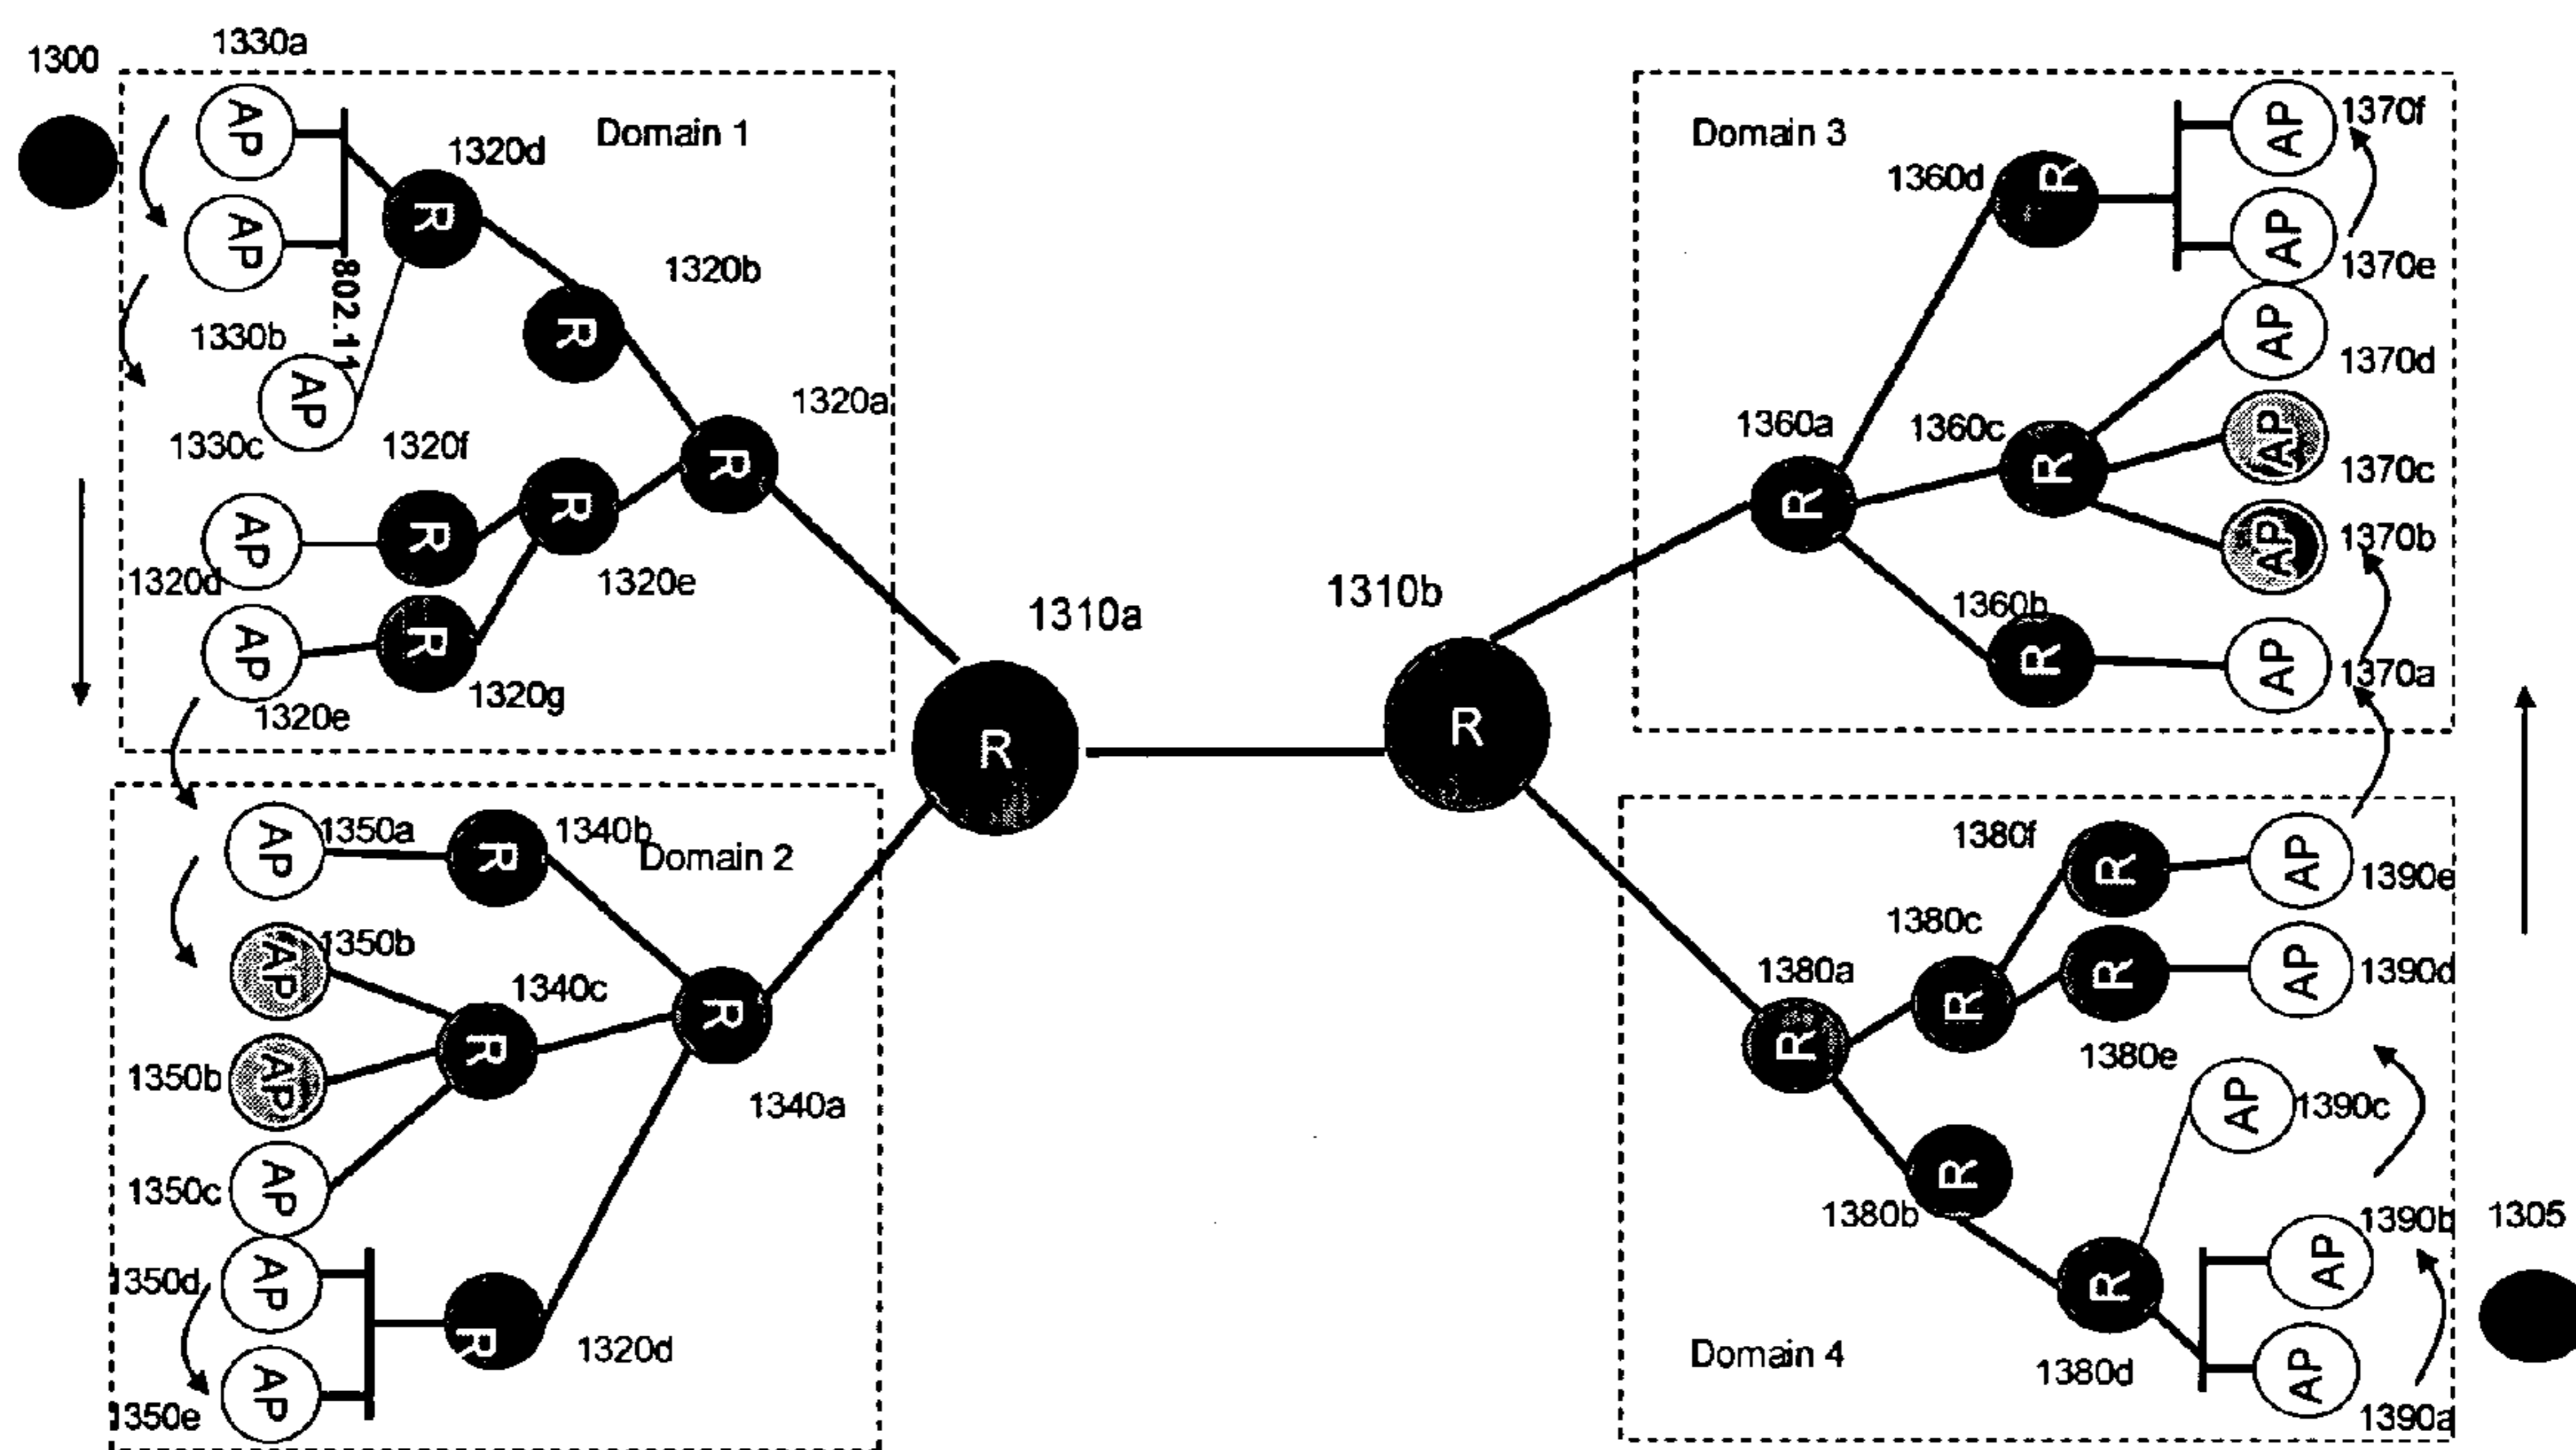 1300
1330a
AP
AP
802.11
1330b
AP
1330c
1320d
R
Domain 1
1320b
R
1320a
R
1320f
AP
R
R
1320d
1320e
AP
R
1320g
1320e
1310a
R
1310b
R
AP
1350a
R
1340b
Domain 2
AP
1350b
1340c
R
R
1350b
AP
1340a
1350c
AP
1350d
AP
R
1320d
AP
1350e
Domain 3
1360d
R
AP
1370f
AP
1370e
AP
1370d
1360a
R
1360c
R
AP
1370c
AP
1370b
1360b
R
AP
1370a
1380f
R
AP
1390e
1380c
R
R
AP
1390d
1380a
R
1380e
AP
1390c
R
1380b
1390b
1305
R
AP
Domain 4
1380d
AP
1390a